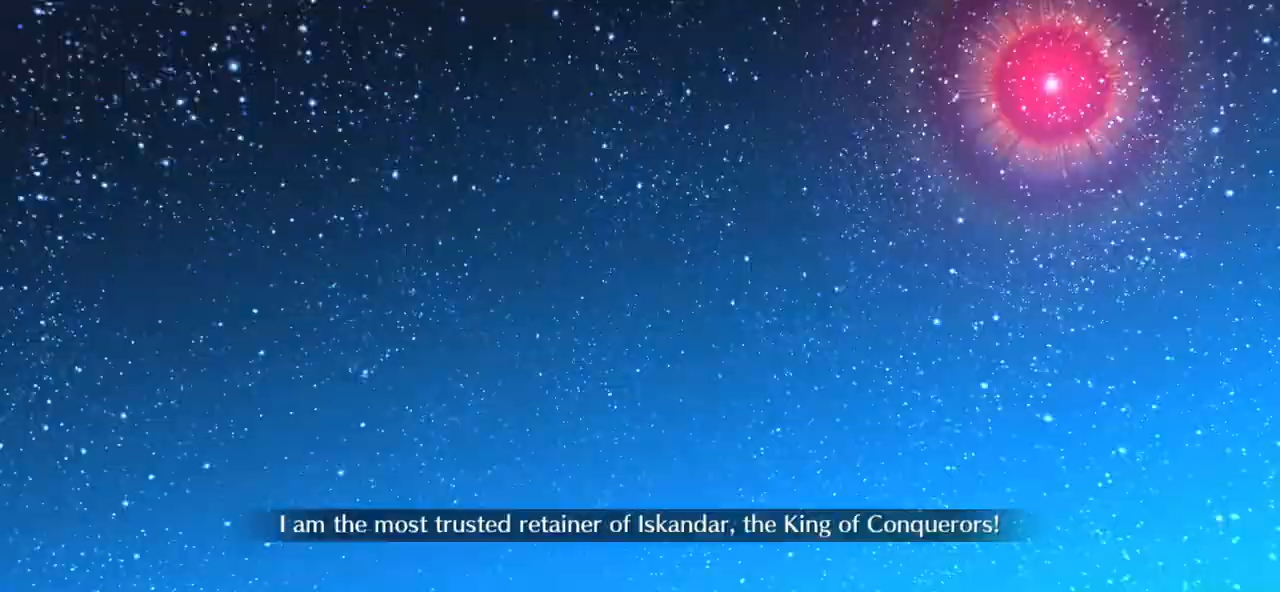 I am the most trusted retainer of Iskandar, the King of Conquerors!